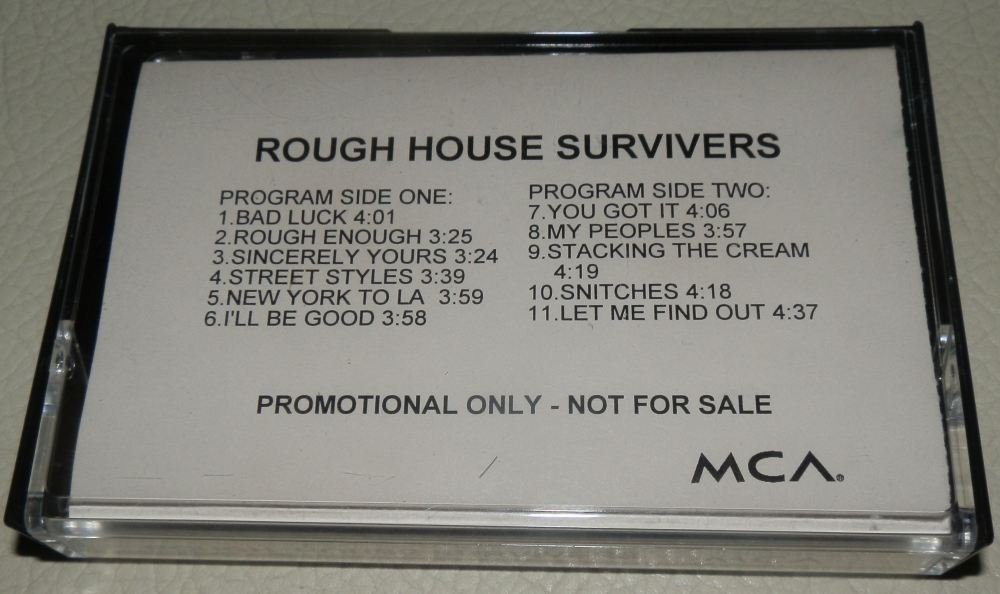 ROUGH HOUSE SURVIVERS
PROGRAM SIDE ONE:
1.BAD LUCK 4:01
2.ROUGH ENOUGH 3:25
3.SINCERELY YOURS 3:24
4.STREET STYLES 3:39
5.NEW YORK TO LA 3:59
6.I'LL BE GOOD 3:58
PROGRAM SIDE TWO:
7.YOU GOT IT 4:06
8.MY PEOPLES 3:57
9.STACKING THE CREAM
4:19
10.SNITCHES 4:18
11.LET ME FIND OUT 4:37
PROMOTIONAL ONLY - NOT FOR SALE
MCA®